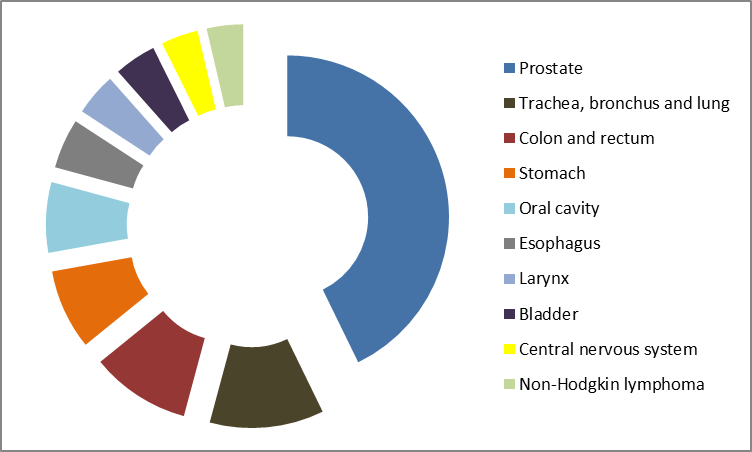 Prostate
Trachea, bronchus and lung
Colon and rectum
Stomach
Oral cavity
Esophagus
Larynx
Bladder
Central nervous system
Non-Hodgkin lymphoma